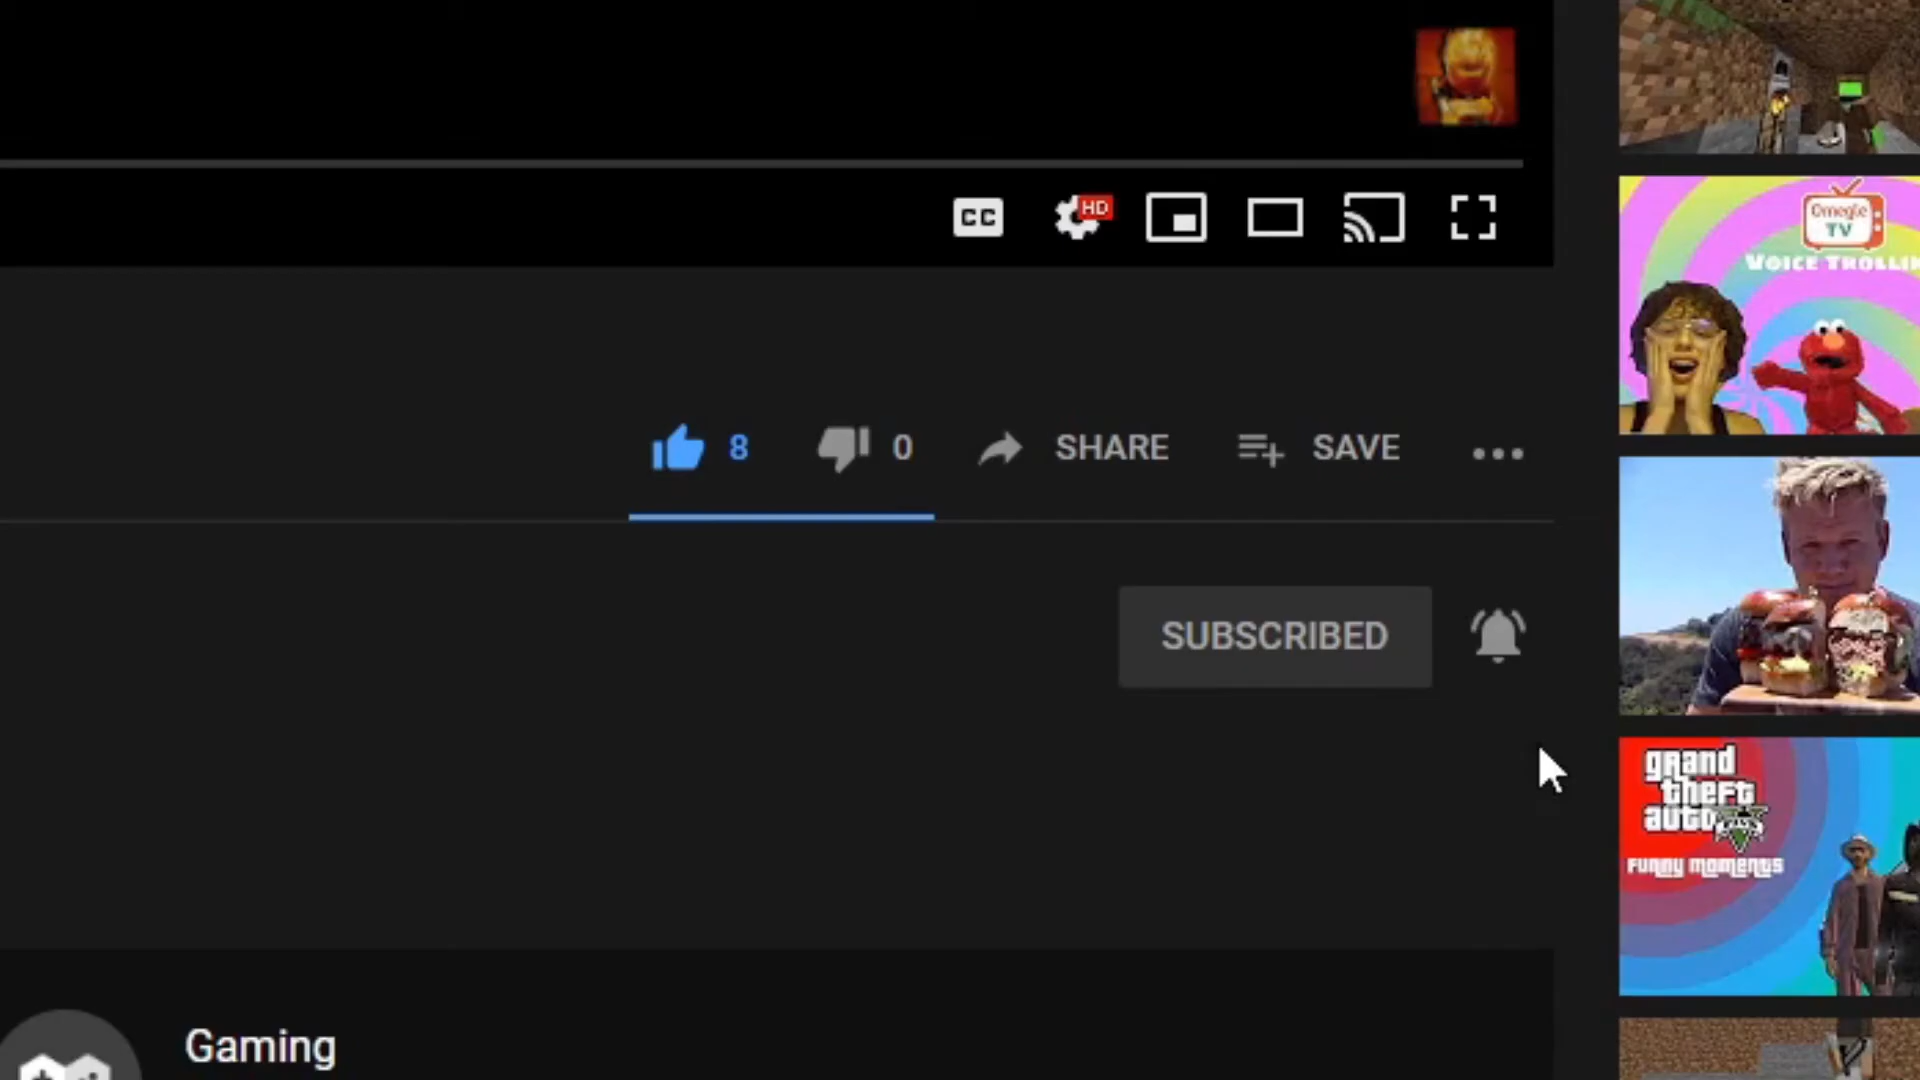 CC
HD
Omegle
TV
VOICE TROLLIN
8
0
SHARE
SAVE
SUBSCRIBED
grand
theft
auto
FUNNY MOMENTS
Gaming